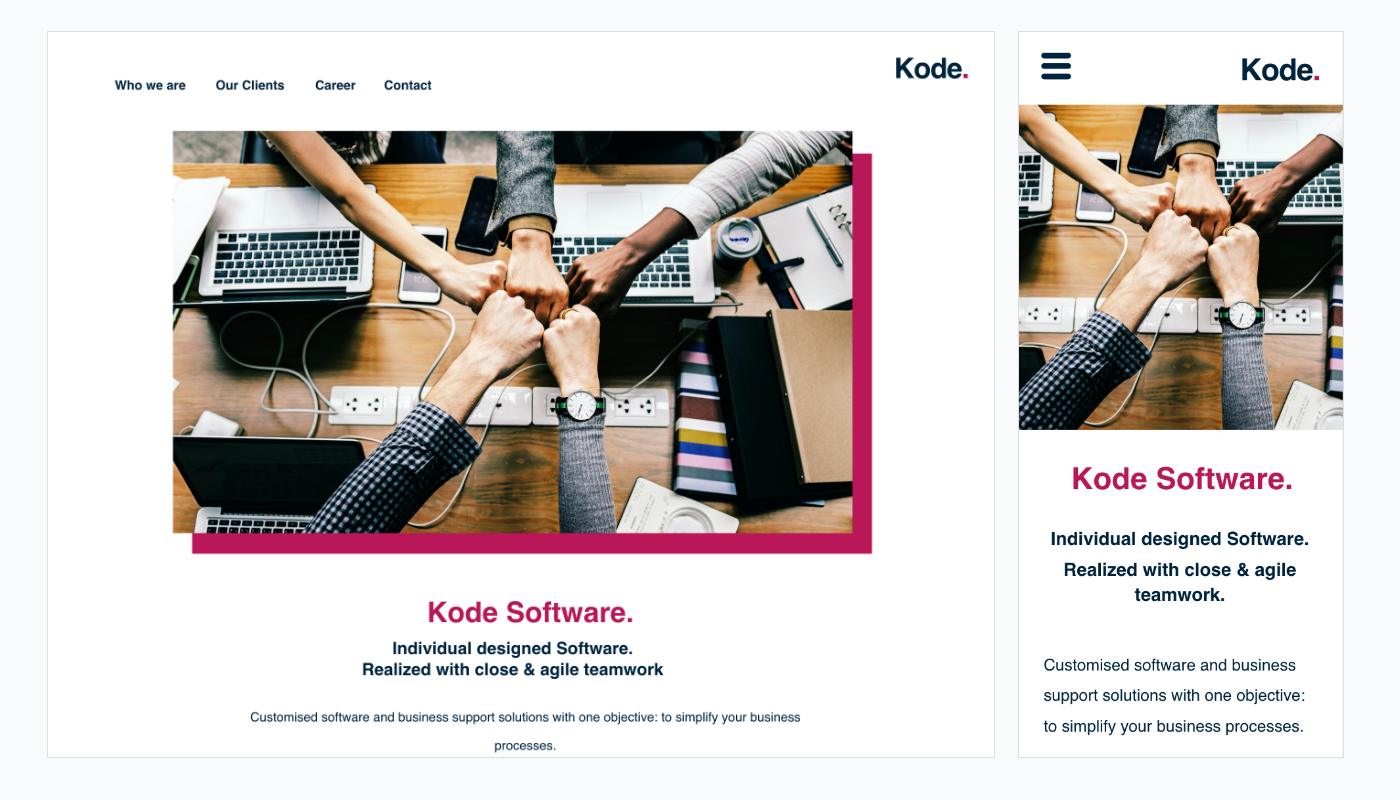 Who we are Our Clients Career Contact
Kode.
Kode Software.
Individual designed Software.
Realized with close & agile teamwork
Customised software and business support solutions with one objective: to simplify your business
processes.
Kode.
Kode Software.
Individual designed Software.
Realized with close & agile
teamwork.
Customised software and business
support solutions with one objective:
to simplify your business processes.